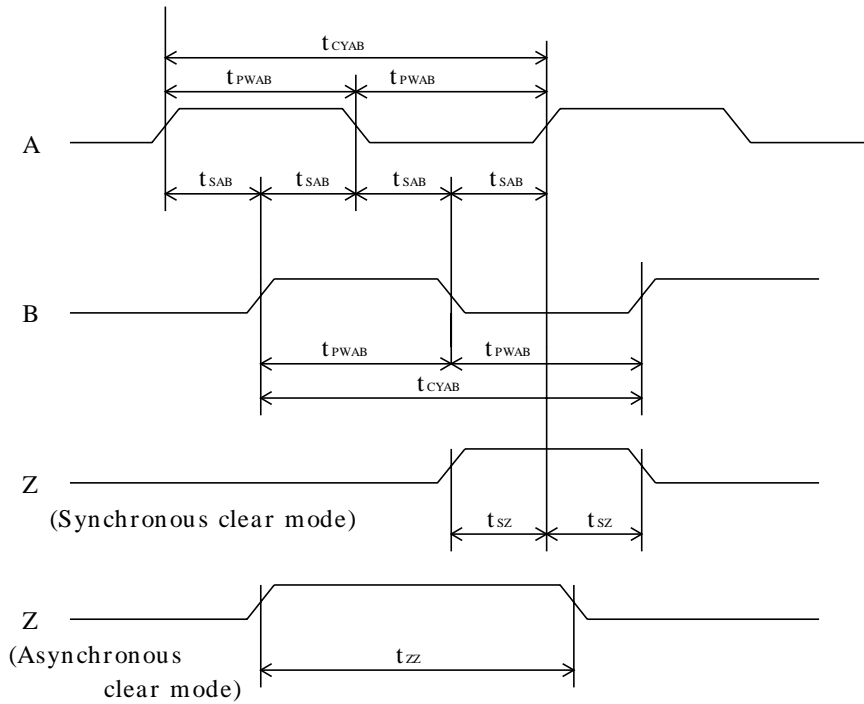 tCYAB
tPWAB tPWAB
A
tSAB tSAB tSAB tSAB
B
tPWAB tPWAB
tCYAB
Z
(Synchronous clear mode)
tSZ tSZ
Z
(Asynchronous
clear mode)
tZZ